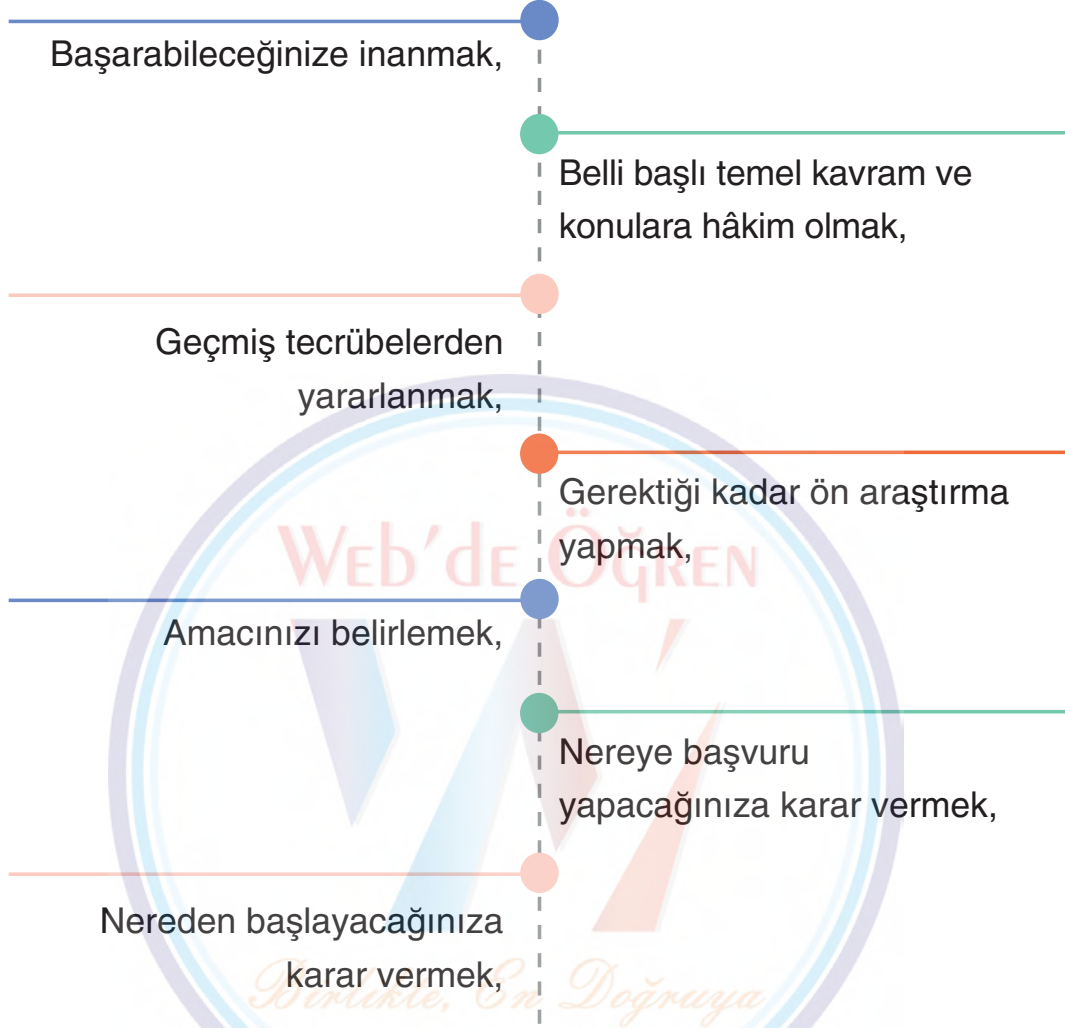 Başarabileceğinize inanmak,
Belli başlı temel kavram ve
konulara hâkim olmak,
Geçmiş tecrübelerden
yararlanmak,
Gerektiği kadar ön araştırma
yapmak,
Web'de Öğren
Amacınızı belirlemek,
Nereye başvuru
yapacağınıza karar vermek,
Nereden başlayacağınıza
karar vermek,
Birlikte, En Doğruya